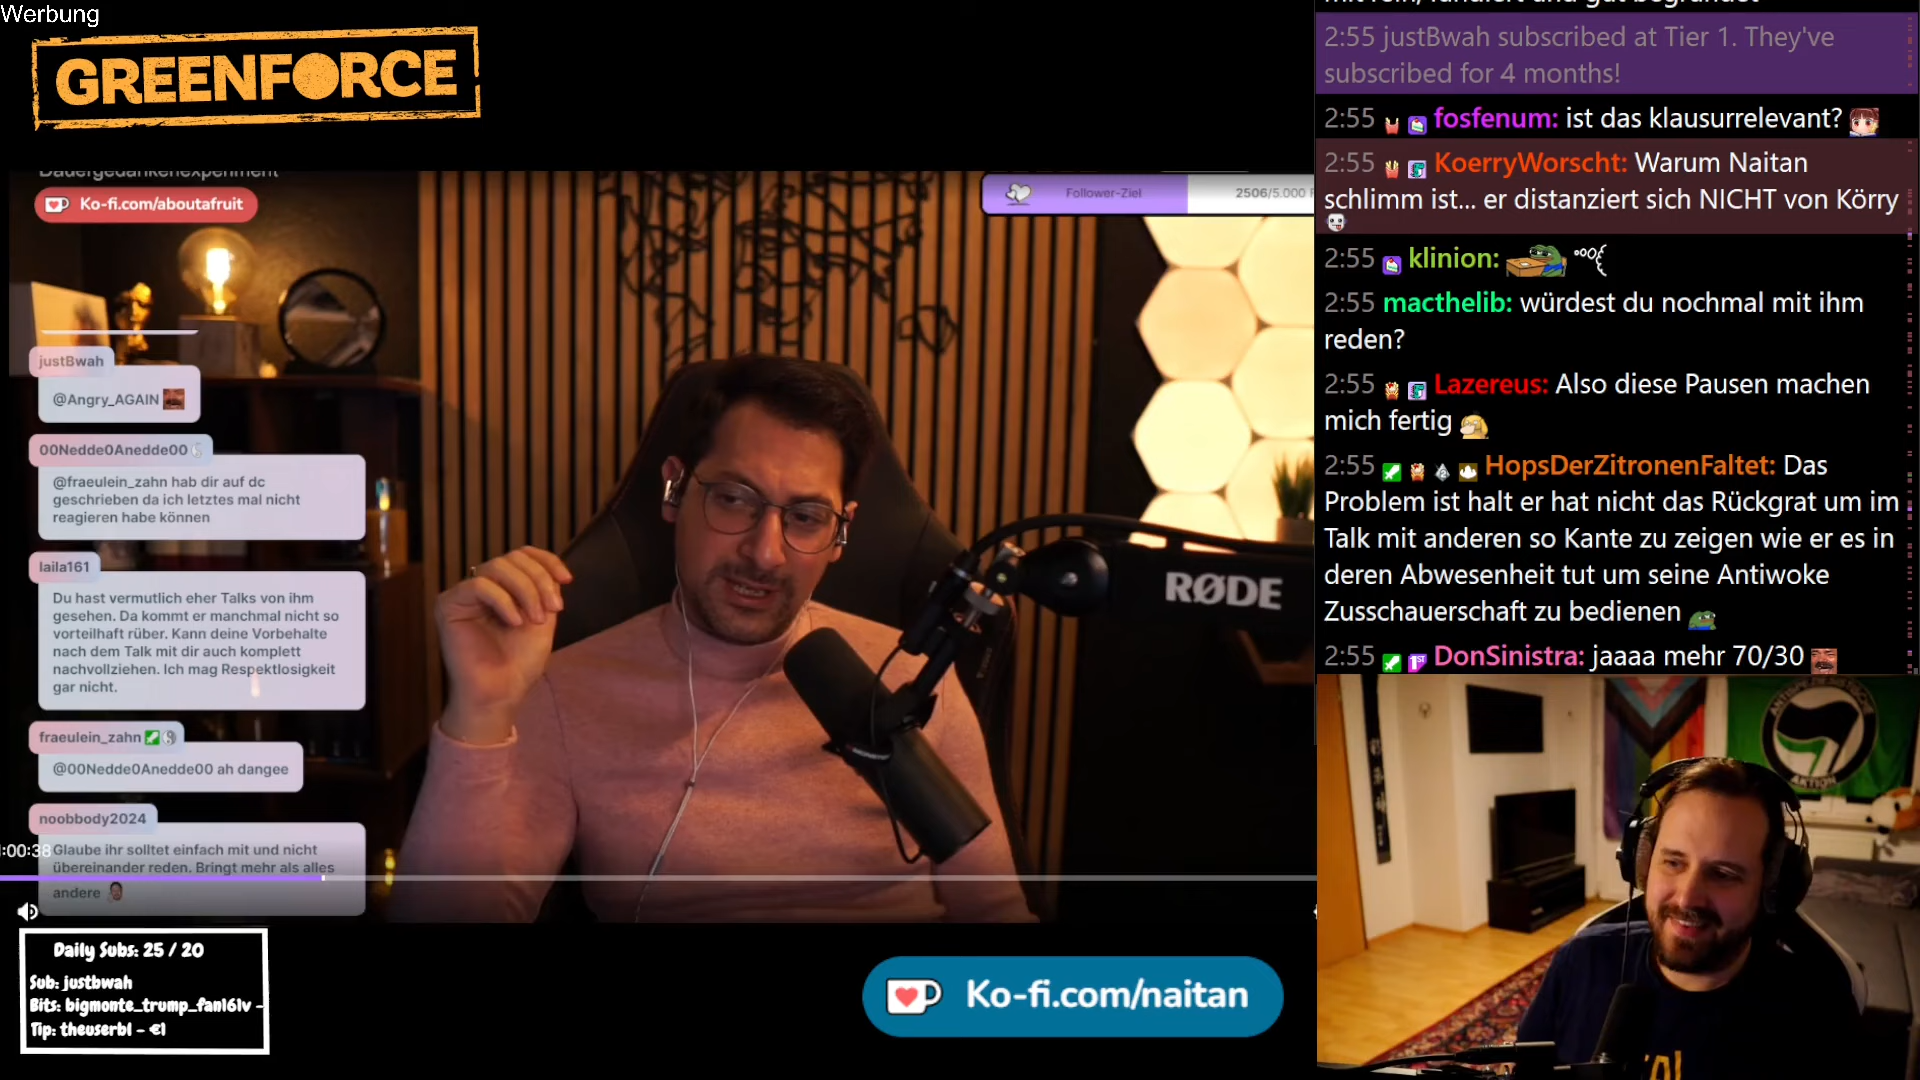 Werbung
GREENFORCE
Dauergedankenexperiment
Ko-fi.com/aboutafruit
Follower-Ziel
2506/5.000
justBwah
@Angry_AGAIN
00Nedde0Anedde00
@fraeulein_zahn hab dir auf dc
geschrieben da ich letztes mal nicht
reagieren habe können
laila161
Du hast vermutlich eher Talks von ihm
gesehen. Da kommt er manchmal nicht so
vorteilhaft rüber. Kann deine Vorbehalte
nach dem Talk mit dir auch komplett
nachvollziehen. Ich mag Respektlosigkeit
gar nicht.
fraeulein_zahn
@00Nedde0Anedde00 ah dangee
noobbody2024
Glaube ihr solltet einfach mit und nicht
übereinander reden. Bringt mehr als alles
andere
1:00:38
RØDE
Daily Subs: 25 / 20
Sub: justbwah
Bits: bigmonte_trump_fan161v -
Tip: theuserbl - €1
Ko-fi.com/naitan
2:55 justBwah subscribed at Tier 1. They've
subscribed for 4 months!
2:55 fosfenum: ist das klausurrelevant?
2:55 KoerryWorscht: Warum Naitan
schlimm ist... er distanziert sich NICHT von Körry
2:55 klinion:
2:55 macthelib: würdest du nochmal mit ihm
reden?
2:55 Lazereus: Also diese Pausen machen
mich fertig
2:55 HopsDerZitronenFaltet: Das
Problem ist halt er hat nicht das Rückgrat um im
Talk mit anderen so Kante zu zeigen wie er es in
deren Abwesenheit tut um seine Antiwoke
Zusschauerschaft zu bedienen
2:55 DonSinistra: jaaaa mehr 70/30
AKTION